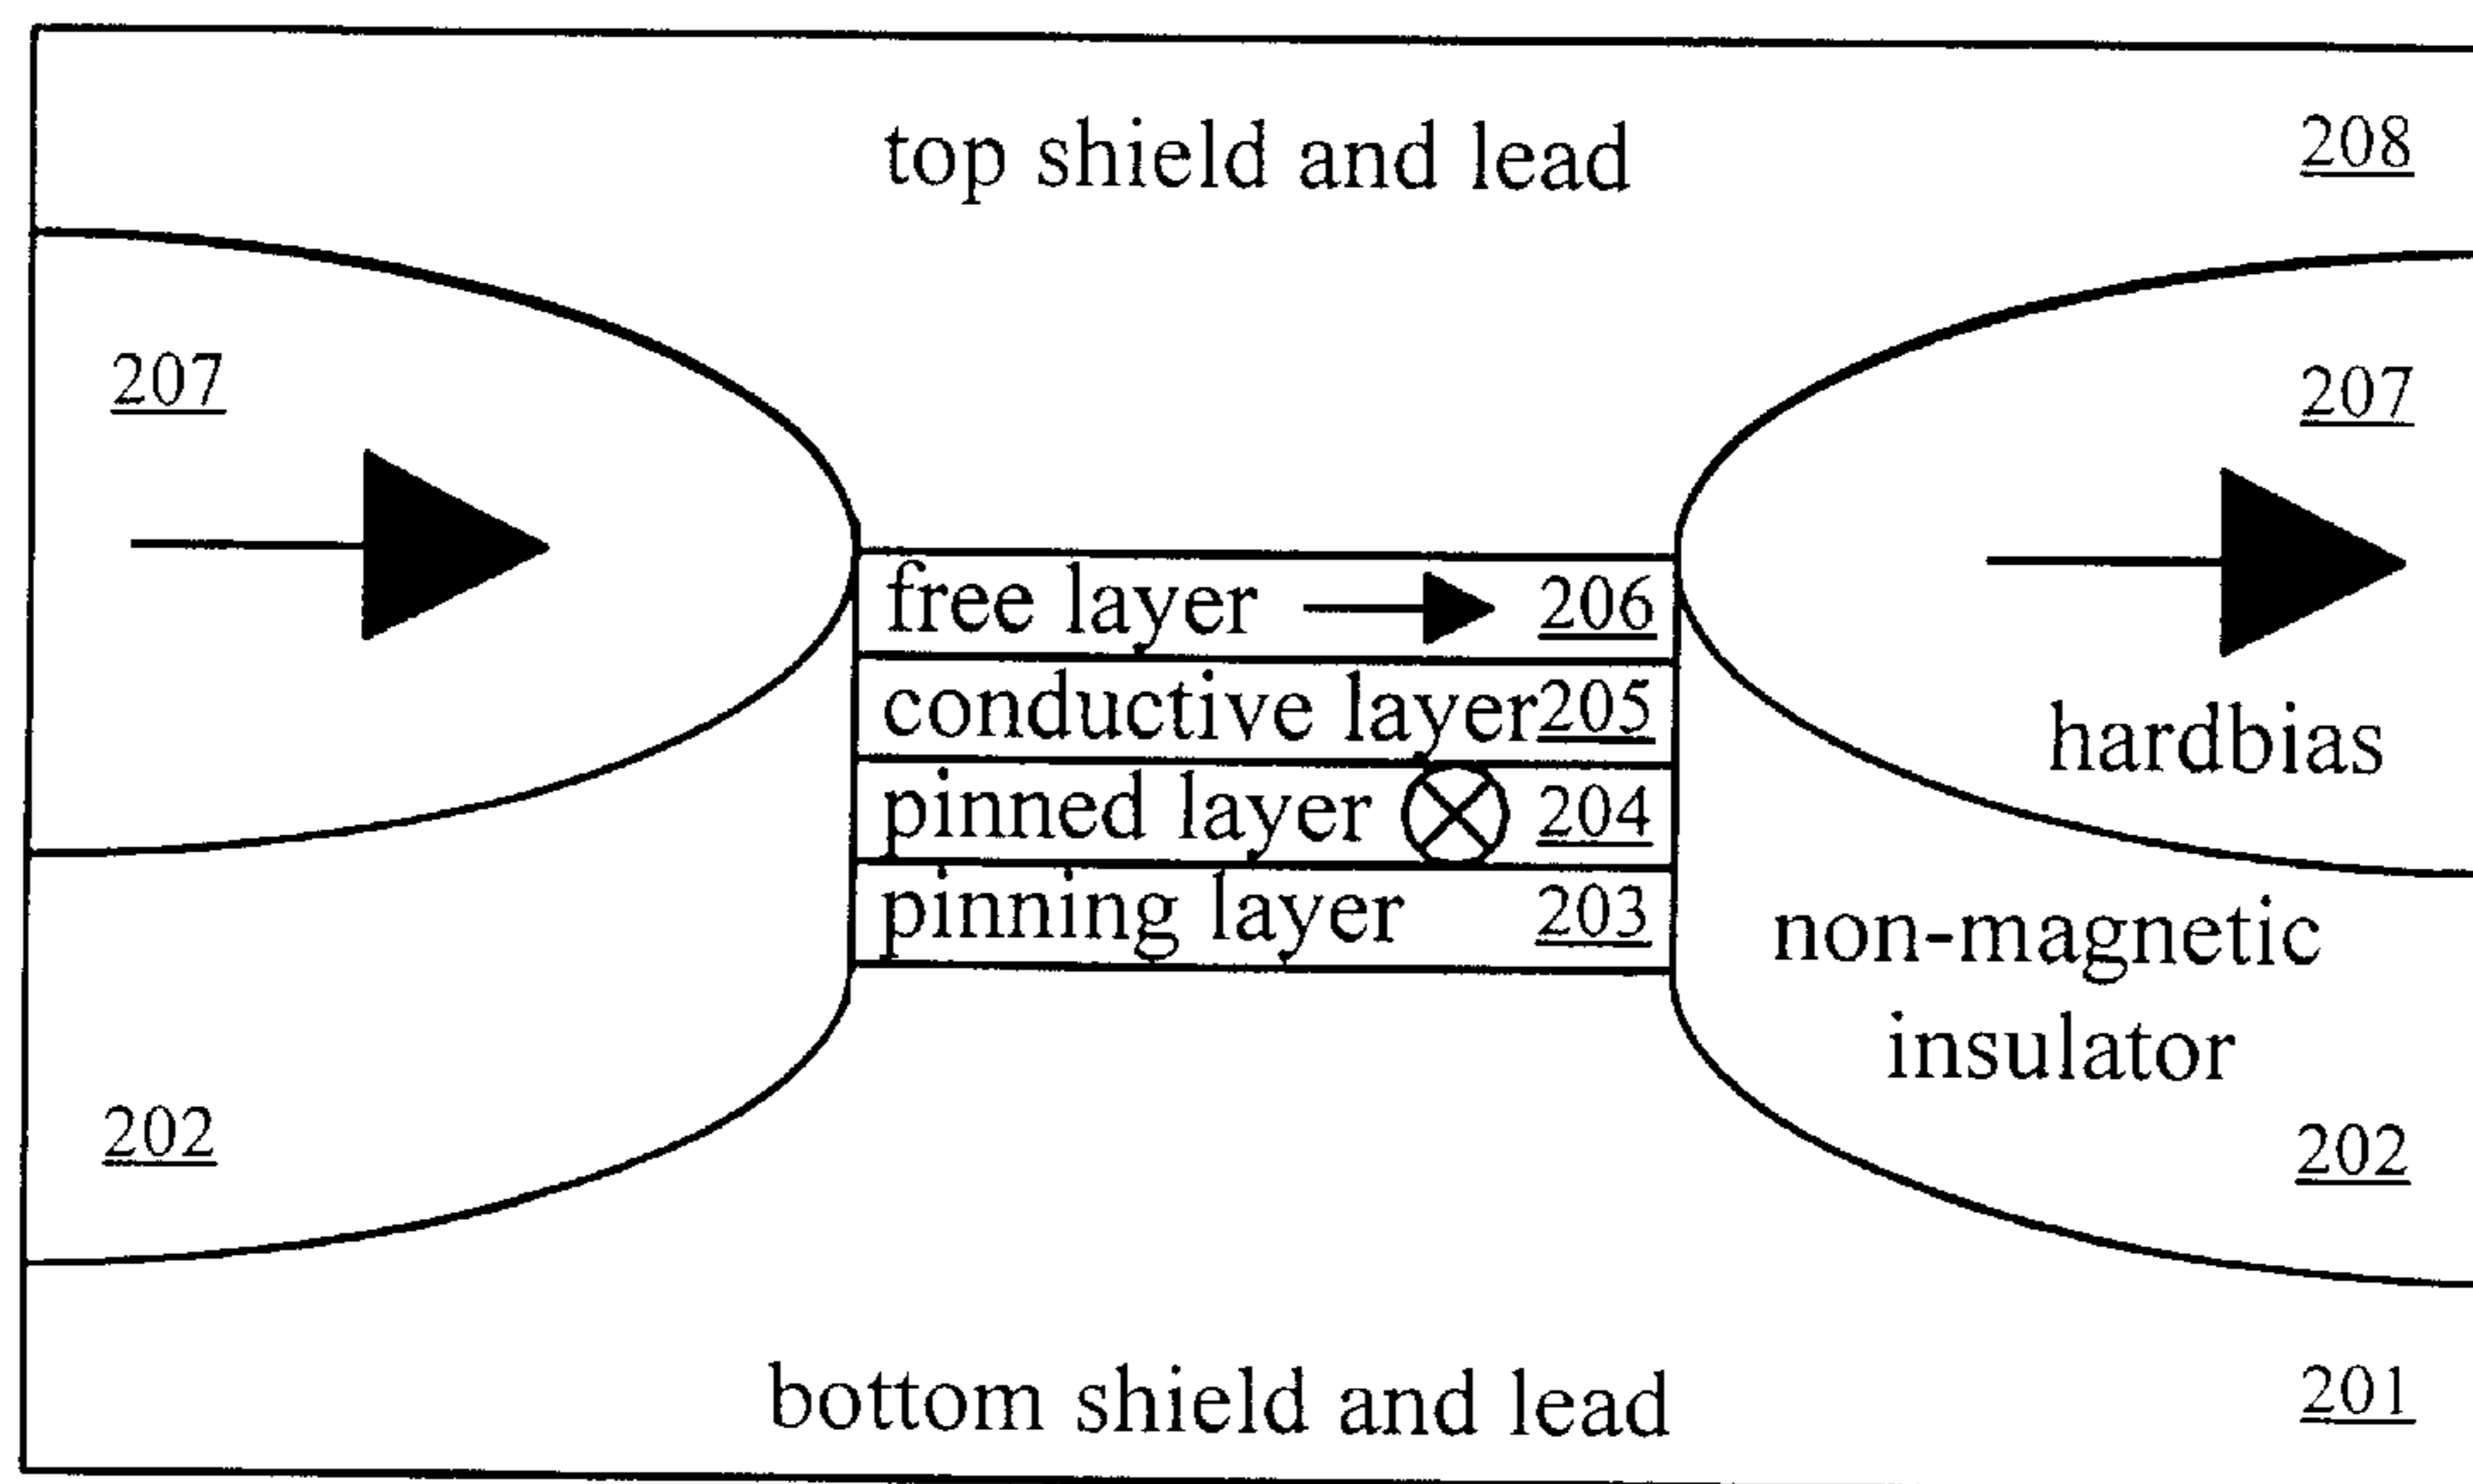 top shield and lead 208
207 207
free layer 206
conductive layer 205
hardbias
pinned layer 204
pinning layer 203
non-magnetic
insulator
202 202
bottom shield and lead 201